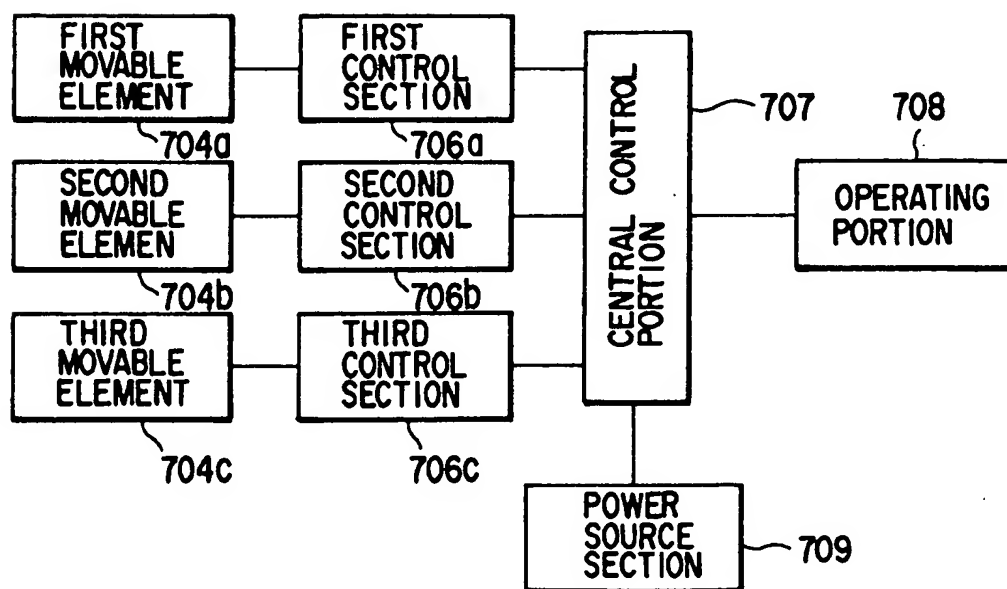 FIRST
MOVABLE
ELEMENT
704a
FIRST
CONTROL
SECTION
706a
SECOND
MOVABLE
ELEMEN
704b
SECOND
CONTROL
SECTION
706b
THIRD
MOVABLE
ELEMENT
704c
THIRD
CONTROL
SECTION
706c
CENTRAL CONTROL
PORTION
707
708
OPERATING
PORTION
POWER
SOURCE
SECTION
709